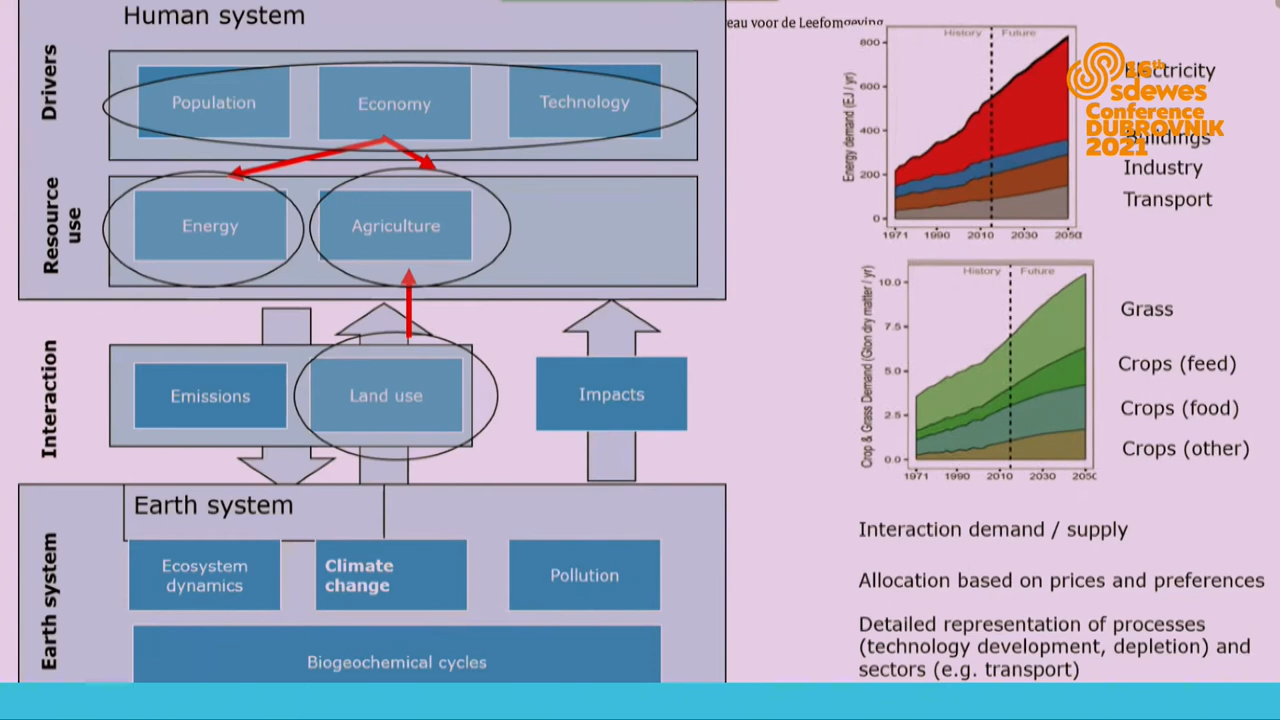 Human system
eau voor de Leefomgeving
Drivers
Population
Economy
Technology
Resource
use
Energy
Agriculture
Interaction
Emissions
Land use
Impacts
Earth system
Earth system
Ecosystem
dynamics
Climate
change
Pollution
Biogeochemical cycles
Energy demand (EJ / yr)
History
Future
800
600
400
200
0
1971
1990
2010
2030
2050
Electricity
Buildings
Industry
Transport
16th
sdewes
Conference
DUBROVNIK
2021
Crop & Grass Demand (Gton dry matter / yr)
History
Future
10.0
7.5
5.0
2.5
0.0
1971
1990
2010
2030
2050
Grass
Crops (feed)
Crops (food)
Crops (other)
Interaction demand / supply
Allocation based on prices and preferences
Detailed representation of processes
(technology development, depletion) and
sectors (e.g. transport)